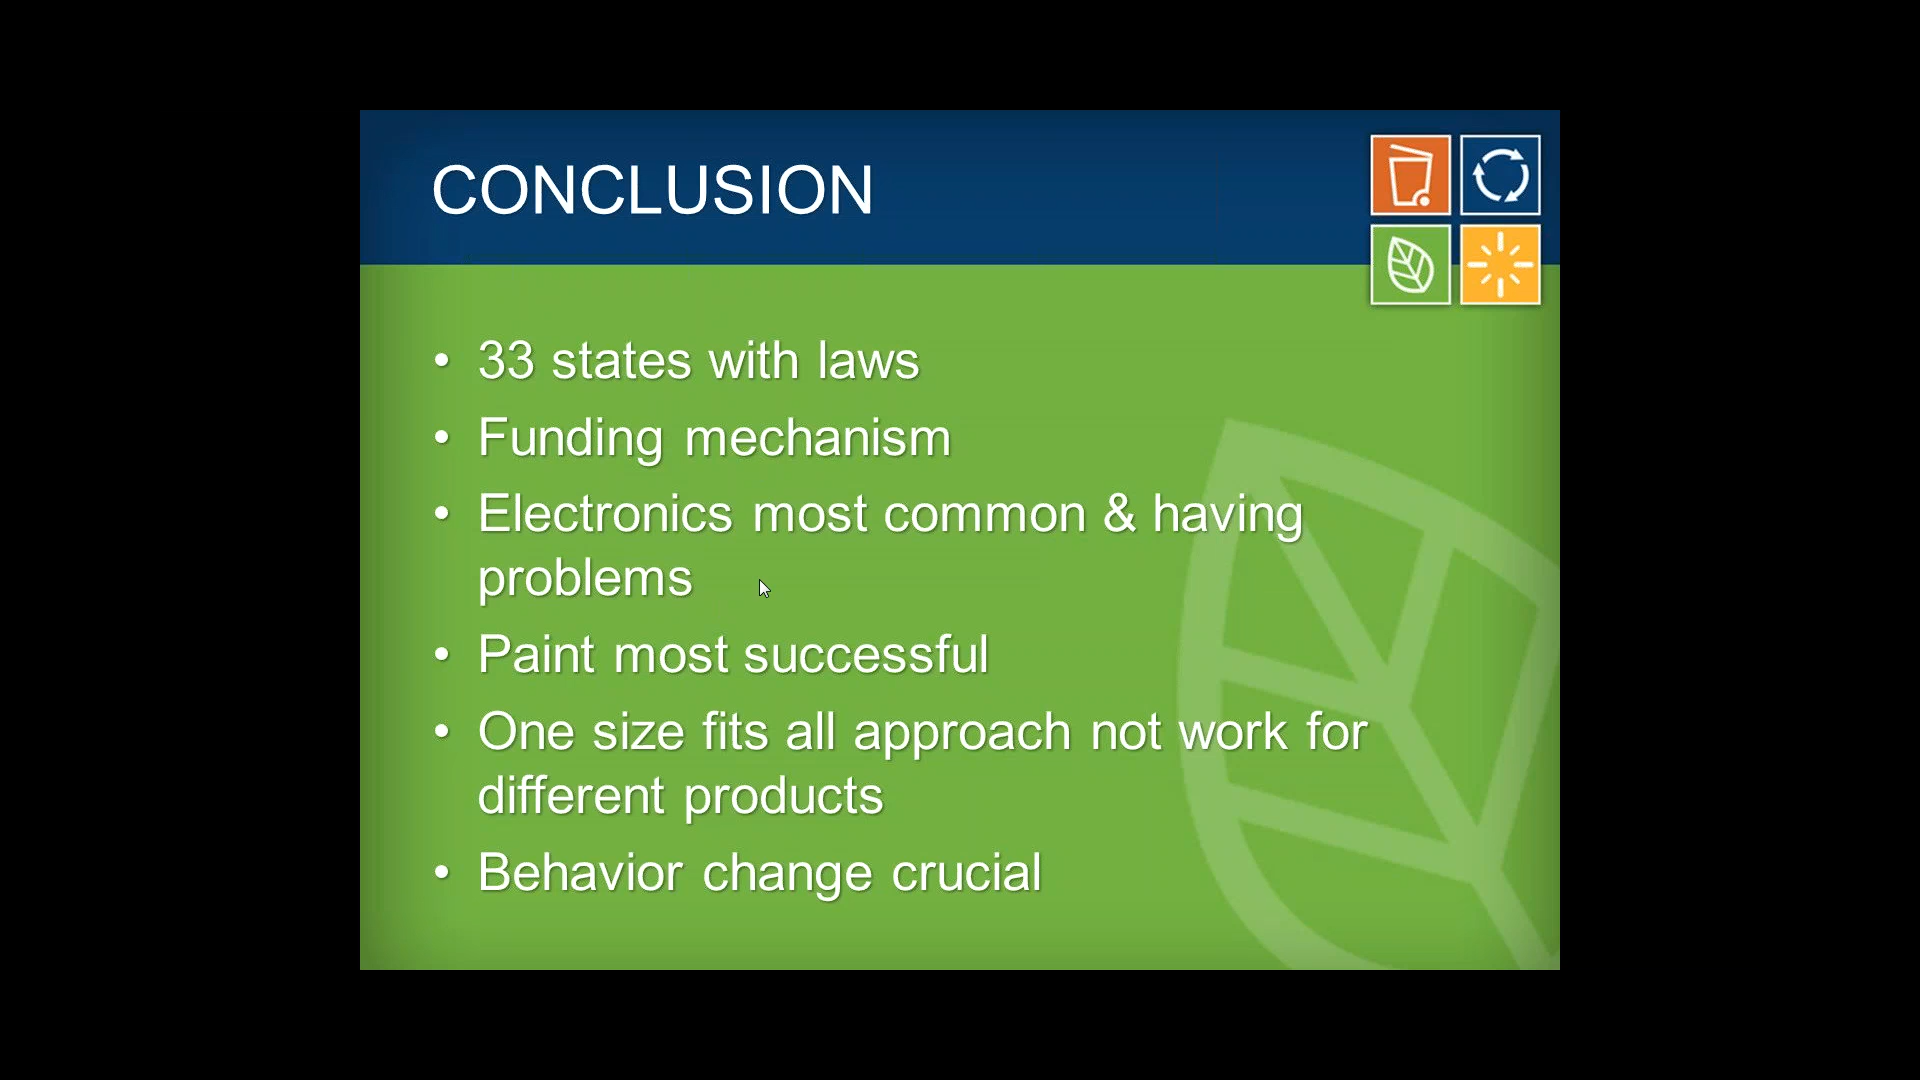 CONCLUSION
• 33 states with laws
• Funding mechanism
• Electronics most common & having
problems
• Paint most successful
• One size fits all approach not work for
different products
• Behavior change crucial